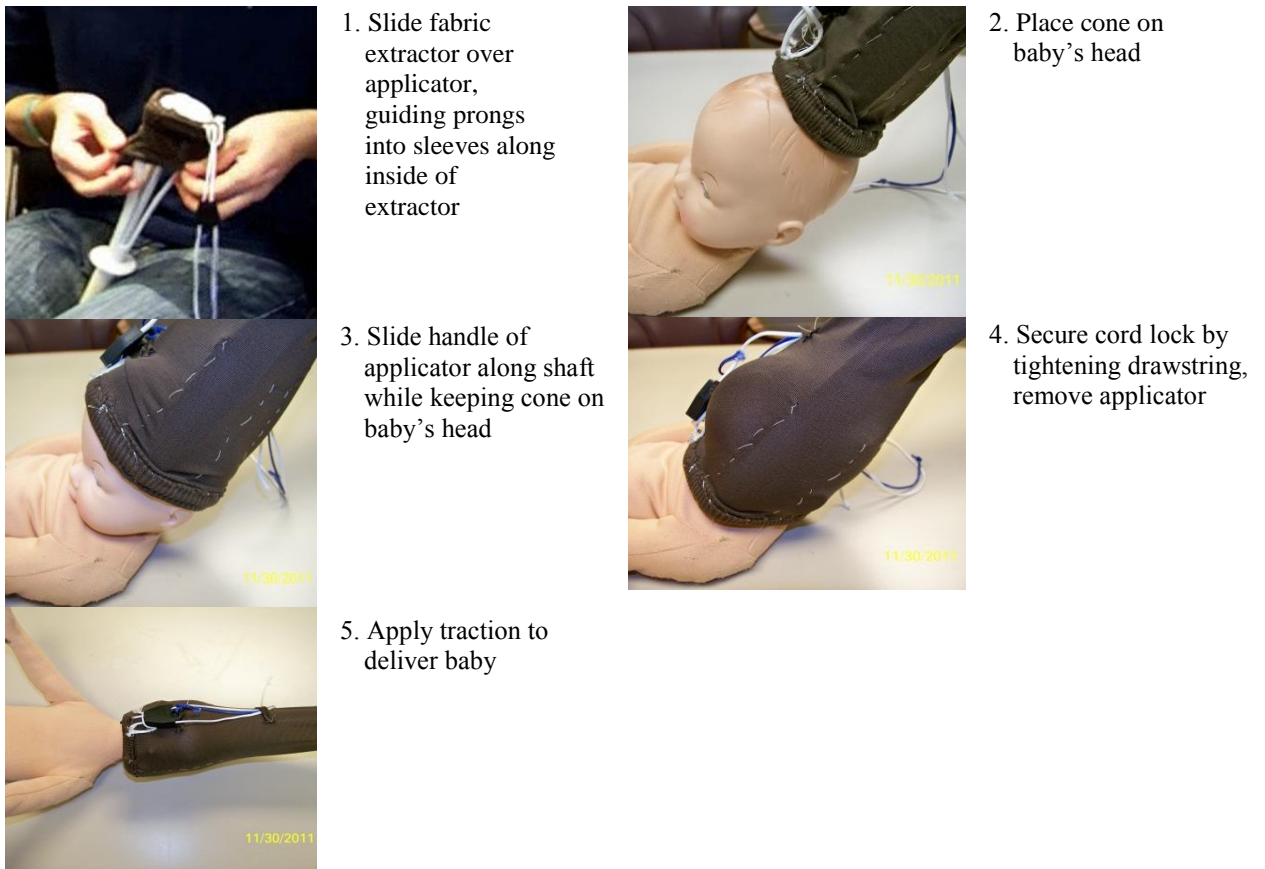 1. Slide fabric
extractor over
applicator,
guiding prongs
into sleeves along
inside of
extractor
2. Place cone on
baby’s head
11/30/2011
3. Slide handle of
applicator along shaft
while keeping cone on
baby’s head
11/30/2011
4. Secure cord lock by
tightening drawstring,
remove applicator
11/30/2011
5. Apply traction to
deliver baby
11/30/2011